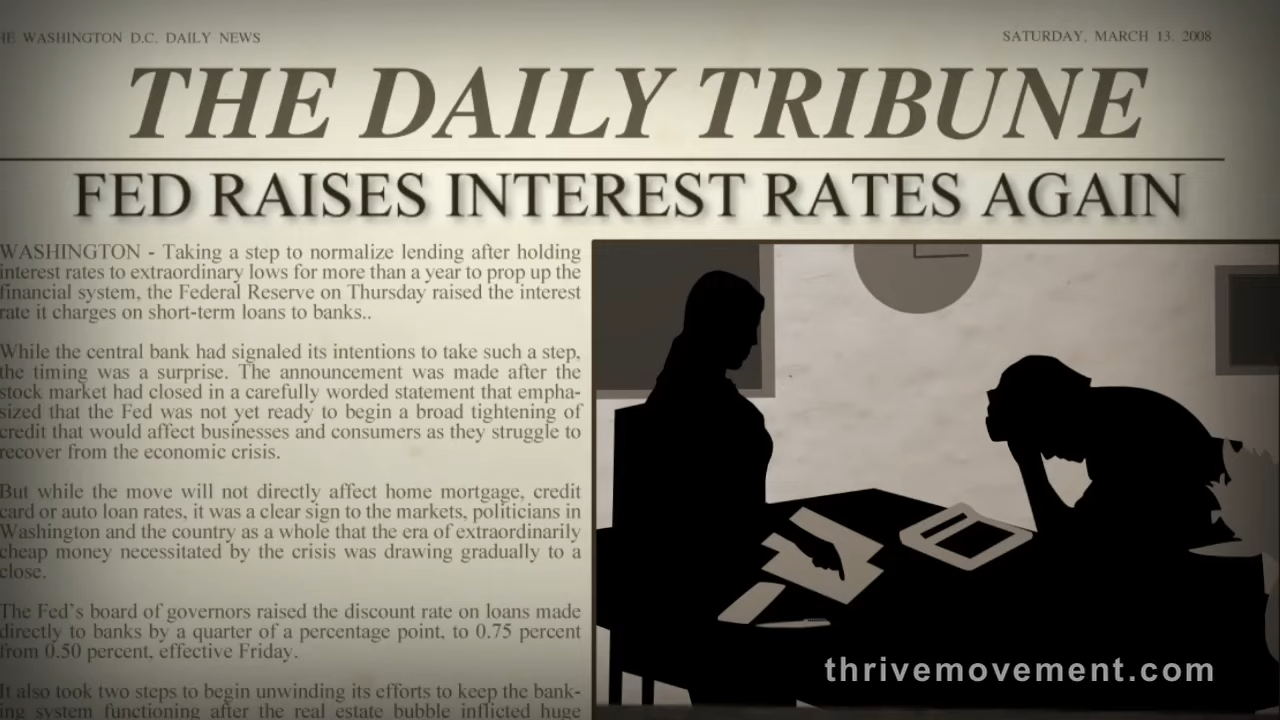 HE WASHINGTON D.C. DAILY NEWS
SATURDAY, MARCH 13. 2008
THE DAILY TRIBUNE
FED RAISES INTEREST RATES AGAIN
WASHINGTON - Taking a step to normalize lending after holding
interest rates to extraordinary lows for more than a year to prop up the
financial system, the Federal Reserve on Thursday raised the interest
rate it charges on short-term loans to banks..
While the central bank had signaled its intentions to take such a step,
the timing was a surprise. The announcement was made after the
stock market had closed in a carefully worded statement that empha-
sized that the Fed was not yet ready to begin a broad tightening of
credit that would affect businesses and consumers as they struggle to
recover from the economic crisis.
But while the move will not directly affect home mortgage, credit
card or auto loan rates, it was a clear sign to the markets, politicians in
Washington and the country as a whole that the era of extraordinarily
cheap money necessitated by the crisis was drawing gradually to a
close.
The Fed's board of governors raised the discount rate on loans made
directly to banks by a quarter of a percentage point, to 0.75 percent
from 0.50 percent, effective Friday.
It also took two steps to begin unwinding its efforts to keep the bank-
ing system functioning after the real estate bubble inflicted huge
thrivemovement.com